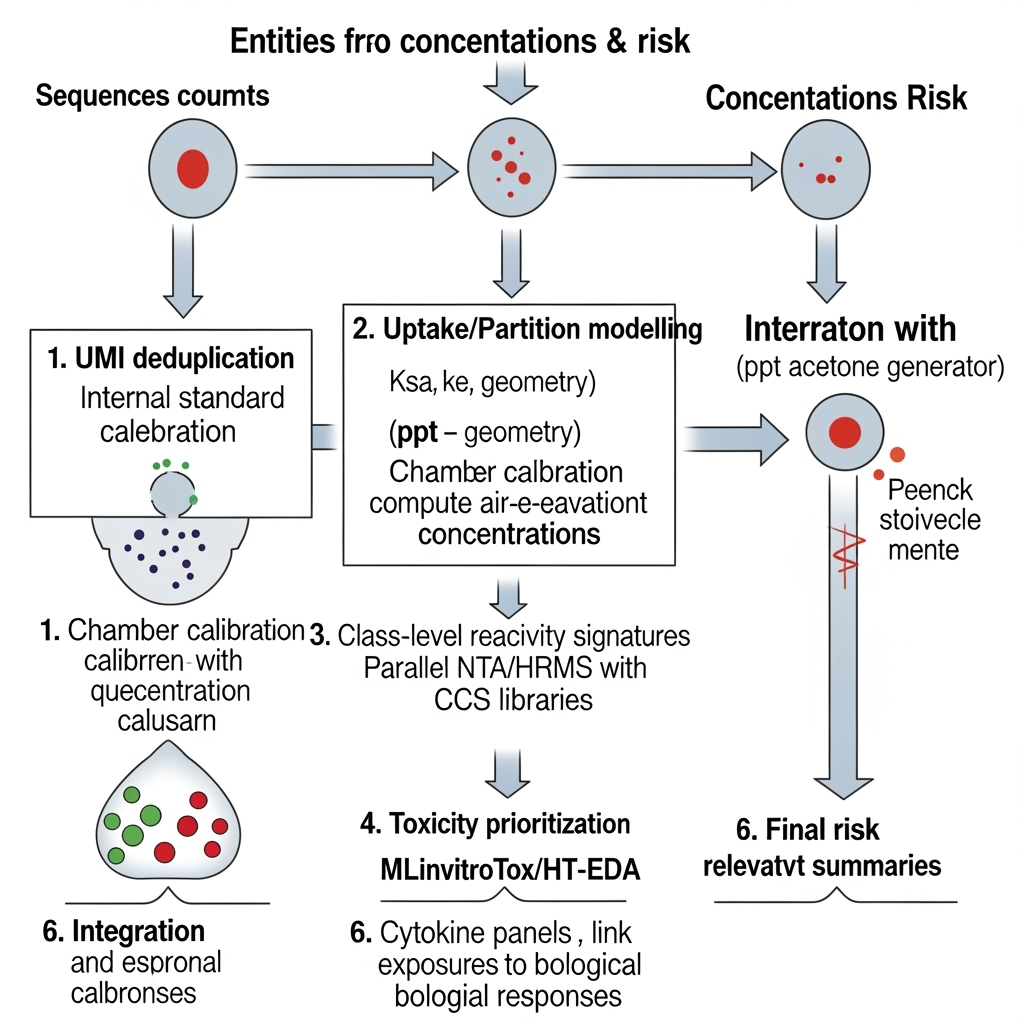 Entities frro concentations & risk
Sequences coumts
Concentations Risk
1. UMI deduplication
Internal standard
calebration
2. Uptake/Partition modelling
Ksa, ke, geometry)
(ppt – geometry)
Chamber calbration
compute air-e-eavationt
concentrations
Interraton with
(ppt acetone generator)
Peenck
stoivecle
mente
1. Chamber calibration
calibrren-with
quecentration
calusarn
3. Class-level reacivity signatures
Parallel NTA/HRMS with
CCS libraries
4. Toxicity prioritization
MLinvitroTox/HT-EDA
6. Final risk
relevatvt summaries
6. Integration
and espronal
calbronses
6. Cytokine panels , link
exposures to bological
bologial responses